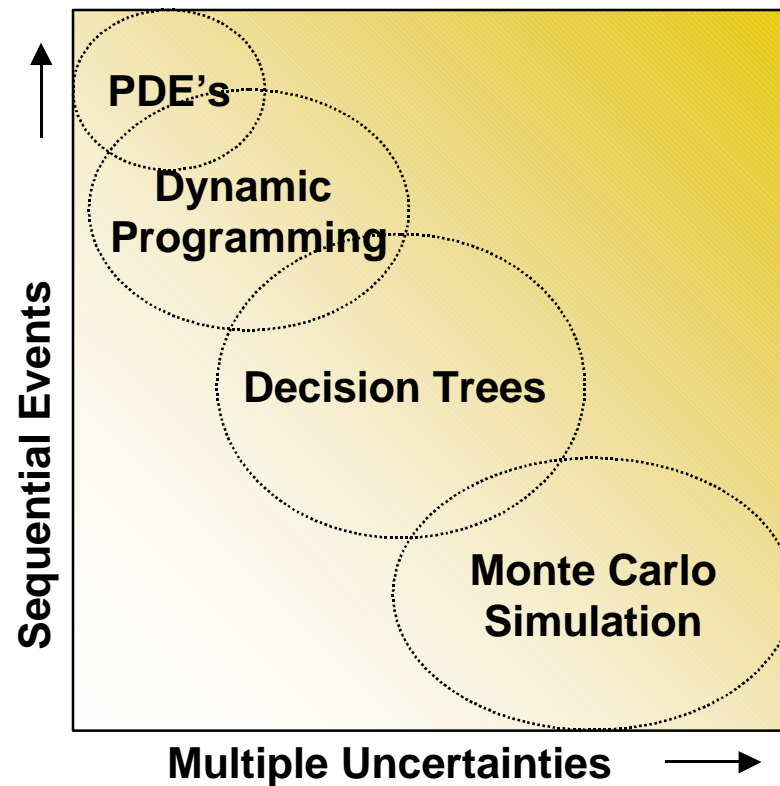 PDE's
Dynamic
Programming
Decision Trees
Monte Carlo
Simulation
Sequential Events
Multiple Uncertainties